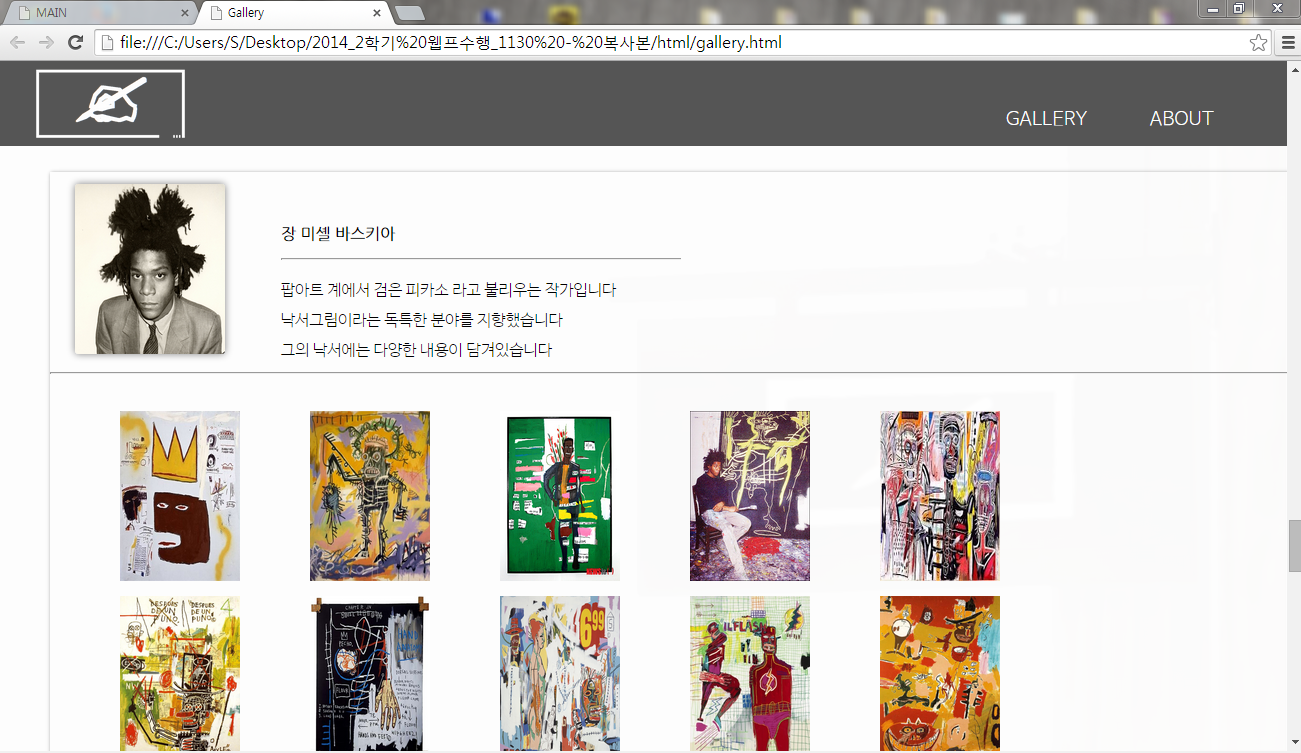 MAIN
Gallery
file:///C:/Users/S/Desktop/2014_2학기%20웹프수행_1130%20-%20복사본/html/gallery.html
...
GALLERY ABOUT
장 미셸 바스키아
팝아트 계에서 검은 피카소 라고 불리우는 작가입니다
낙서그림이라는 독특한 분야를 지향했습니다
그의 낙서에는 다양한 내용이 담겨있습니다
6.99
IL FLASH